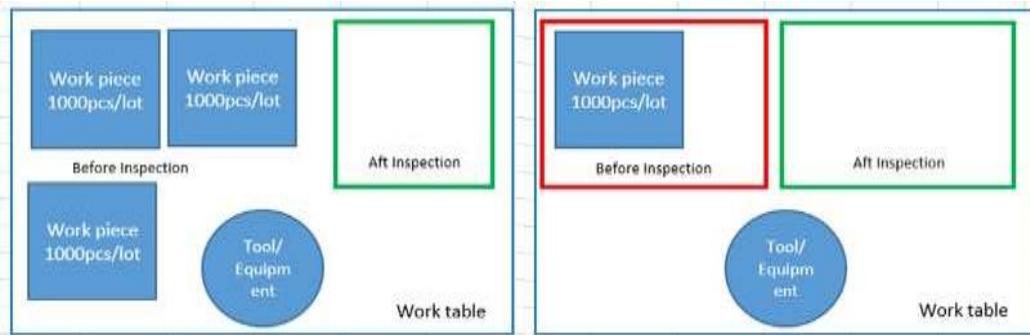 Work piece
1000pcs/lot
Work piece
1000pcs/lot
Before Inspection
Aft Inspection
Work piece
1000pcs/lot
Tool/
Equipm
ent
Work table
Work piece
1000pcs/lot
Before Inspection
Aft Inspection
Tool/
Equipm
ent
Work table